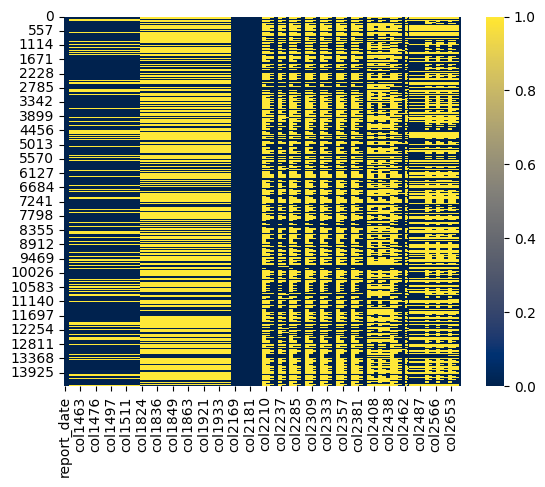 0
557
1114
1671
2228
2785
3342
3899
4456
5013
5570
6127
6684
7241
7798
8355
8912
9469
10026
10583
11140
11697
12254
12811
13368
13925
report_date
col1463
col1476
col1497
col1511
col1824
col1836
col1849
col1863
col1921
col1933
col2169
col2181
col2210
col2237
col2285
col2309
col2333
col2357
col2381
col2408
col2438
col2462
col2487
col2566
col2653
1.0
0.8
0.6
0.4
0.2
0.0